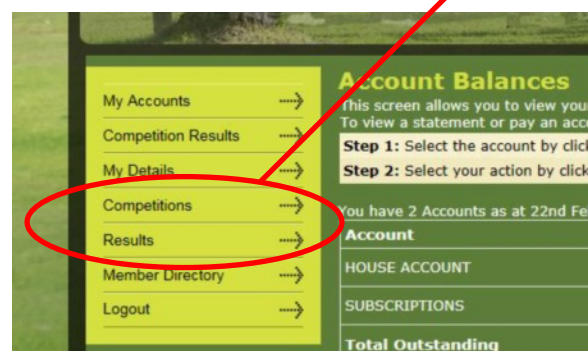 My Accounts
Competition Results
My Details
Competitions
Results
Member Directory
Logout
Account Balances
This screen allows you to view you
To view a statement or pay an acc
Step 1: Select the account by clic
Step 2: Select your action by click
You have 2 Accounts as at 22nd Fe
Account
HOUSE ACCOUNT
SUBSCRIPTIONS
Total Outstanding